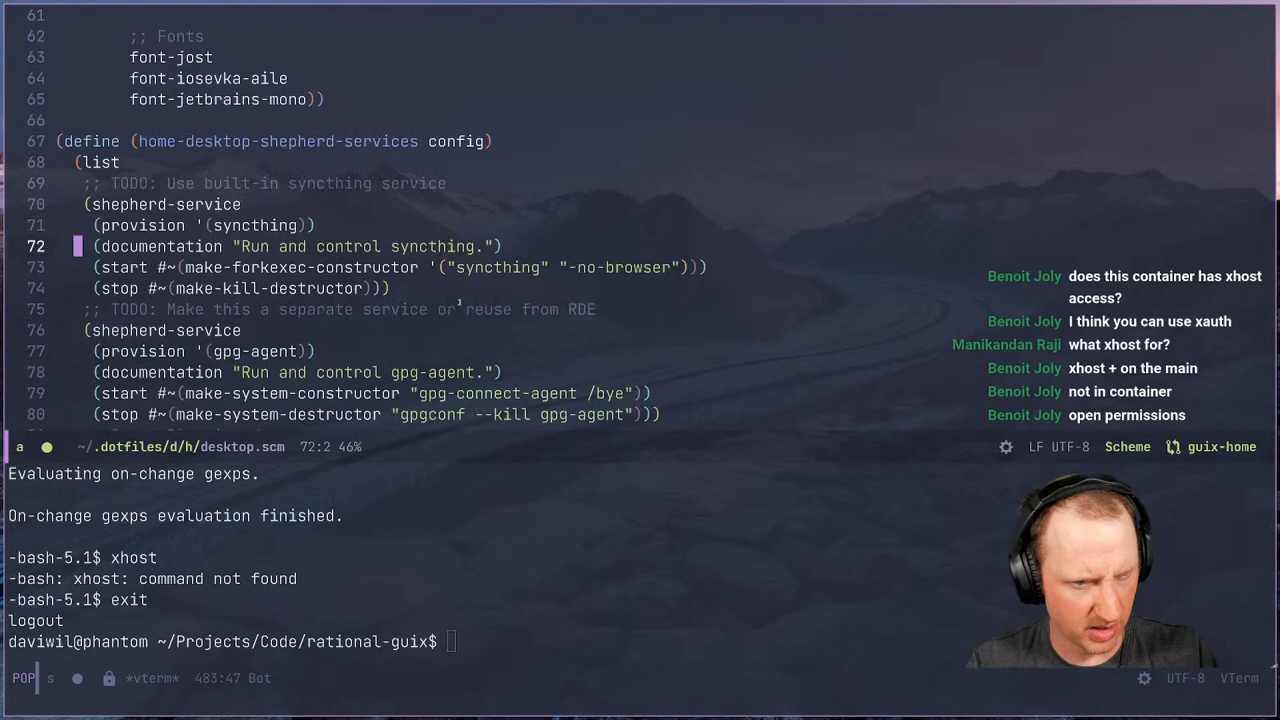 61
62 ;; Fonts
63 font-jost
64 font-iosevka-aile
65 font-jetbrains-mono))
66
67 (define (home-desktop-shepherd-services config)
68 (list
69 ;; TODO: Use built-in syncthing service
70 (shepherd-service
71 (provision '(syncthing))
72 (documentation "Run and control syncthing.")
73 (start #~(make-forkexec-constructor '("syncthing" "-no-browser")))
74 (stop #~(make-kill-destructor)))
75 ;; TODO: Make this a separate service or reuse from RDE
76 (shepherd-service
77 (provision '(gpg-agent))
78 (documentation "Run and control gpg-agent.")
79 (start #~(make-system-constructor "gpg-connect-agent /bye"))
80 (stop #~(make-system-destructor "gpgconf --kill gpg-agent")))
Benoit Joly does this container has xhost
access?
Benoit Joly I think you can use xauth
Manikandan Raji what xhost for?
Benoit Joly xhost + on the main
Benoit Joly not in container
Benoit Joly open permissions
a ~/.dotfiles/d/h/desktop.scm 72:2 46% LF UTF-8 Scheme guix-home
Evaluating on-change gexps.
On-change gexps evaluation finished.
-bash-5.1$ xhost
-bash: xhost: command not found
-bash-5.1$ exit
logout
daviwil@phantom ~/Projects/Code/rational-guix$
POP s *vterm* 483:47 Bot UTF-8 VTerm